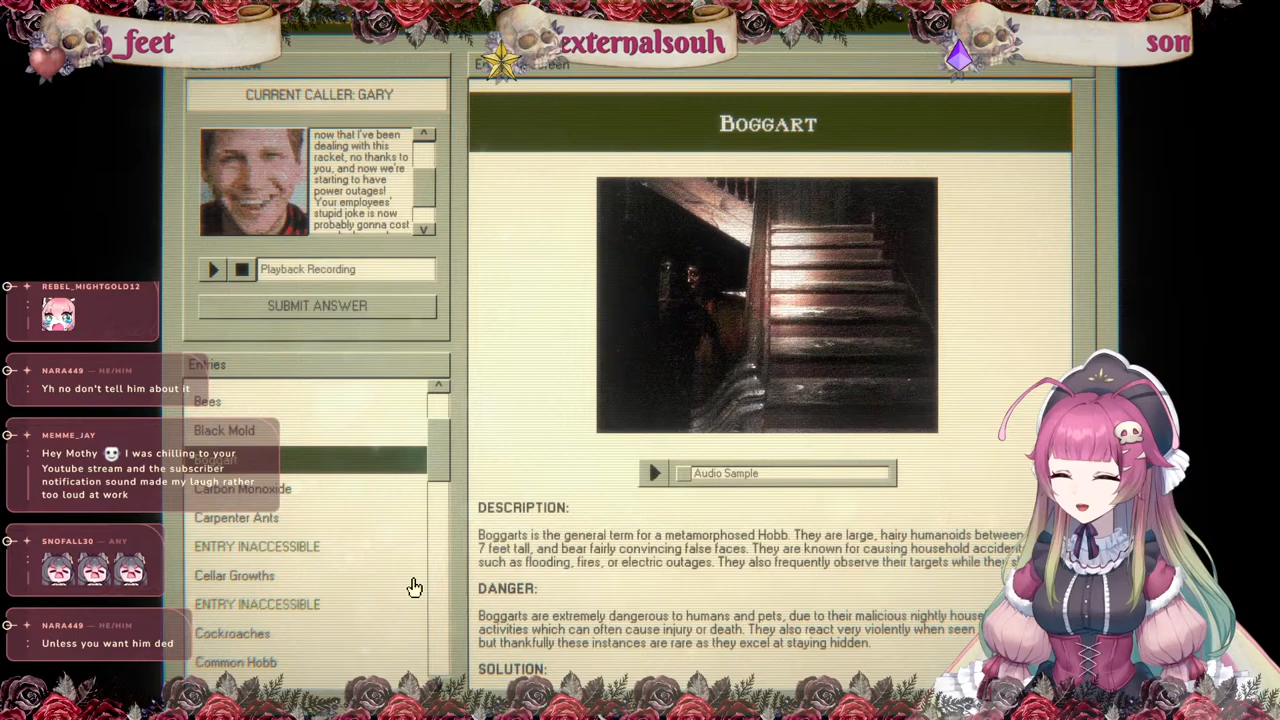 _feet
externalsouh
som
CURRENT CALLER: GARY
now that I've been
dealing with this
racket, no thanks to
you, and now we're
starting to have
power outages!
Your employees'
stupid joke is now
probably gonna cost
Playback Recording
SUBMIT ANSWER
Entries
Bees
Black Mold
Boggart
Carbon Monoxide
Carpenter Ants
ENTRY INACCESSIBLE
Cellar Growths
ENTRY INACCESSIBLE
Cockroaches
Common Hobb
BOGGART
Audio Sample
DESCRIPTION:
Boggarts is the general term for a metamorphosed Hobb. They are large, hairy humanoids between
7 feet tall, and bear fairly convincing false faces. They are known for causing household accident
such as flooding, fires, or electric outages. They also frequently observe their targets while they
DANGER:
Boggarts are extremely dangerous to humans and pets, due to their malicious nightly house
activities which can often cause injury or death. They also react very violently when seen
but thankfully these instances are rare as they excel at staying hidden.
SOLUTION:
REBEL_MIGHTGOLD12
NARA449 — HE/HIM
Yh no don't tell him about it
MEMME_JAY
Hey Mothy I was chilling to your
Youtube stream and the subscriber
notification sound made my laugh rather
too loud at work
SNOFALL30 — ANY
NARA449 — HE/HIM
Unless you want him ded